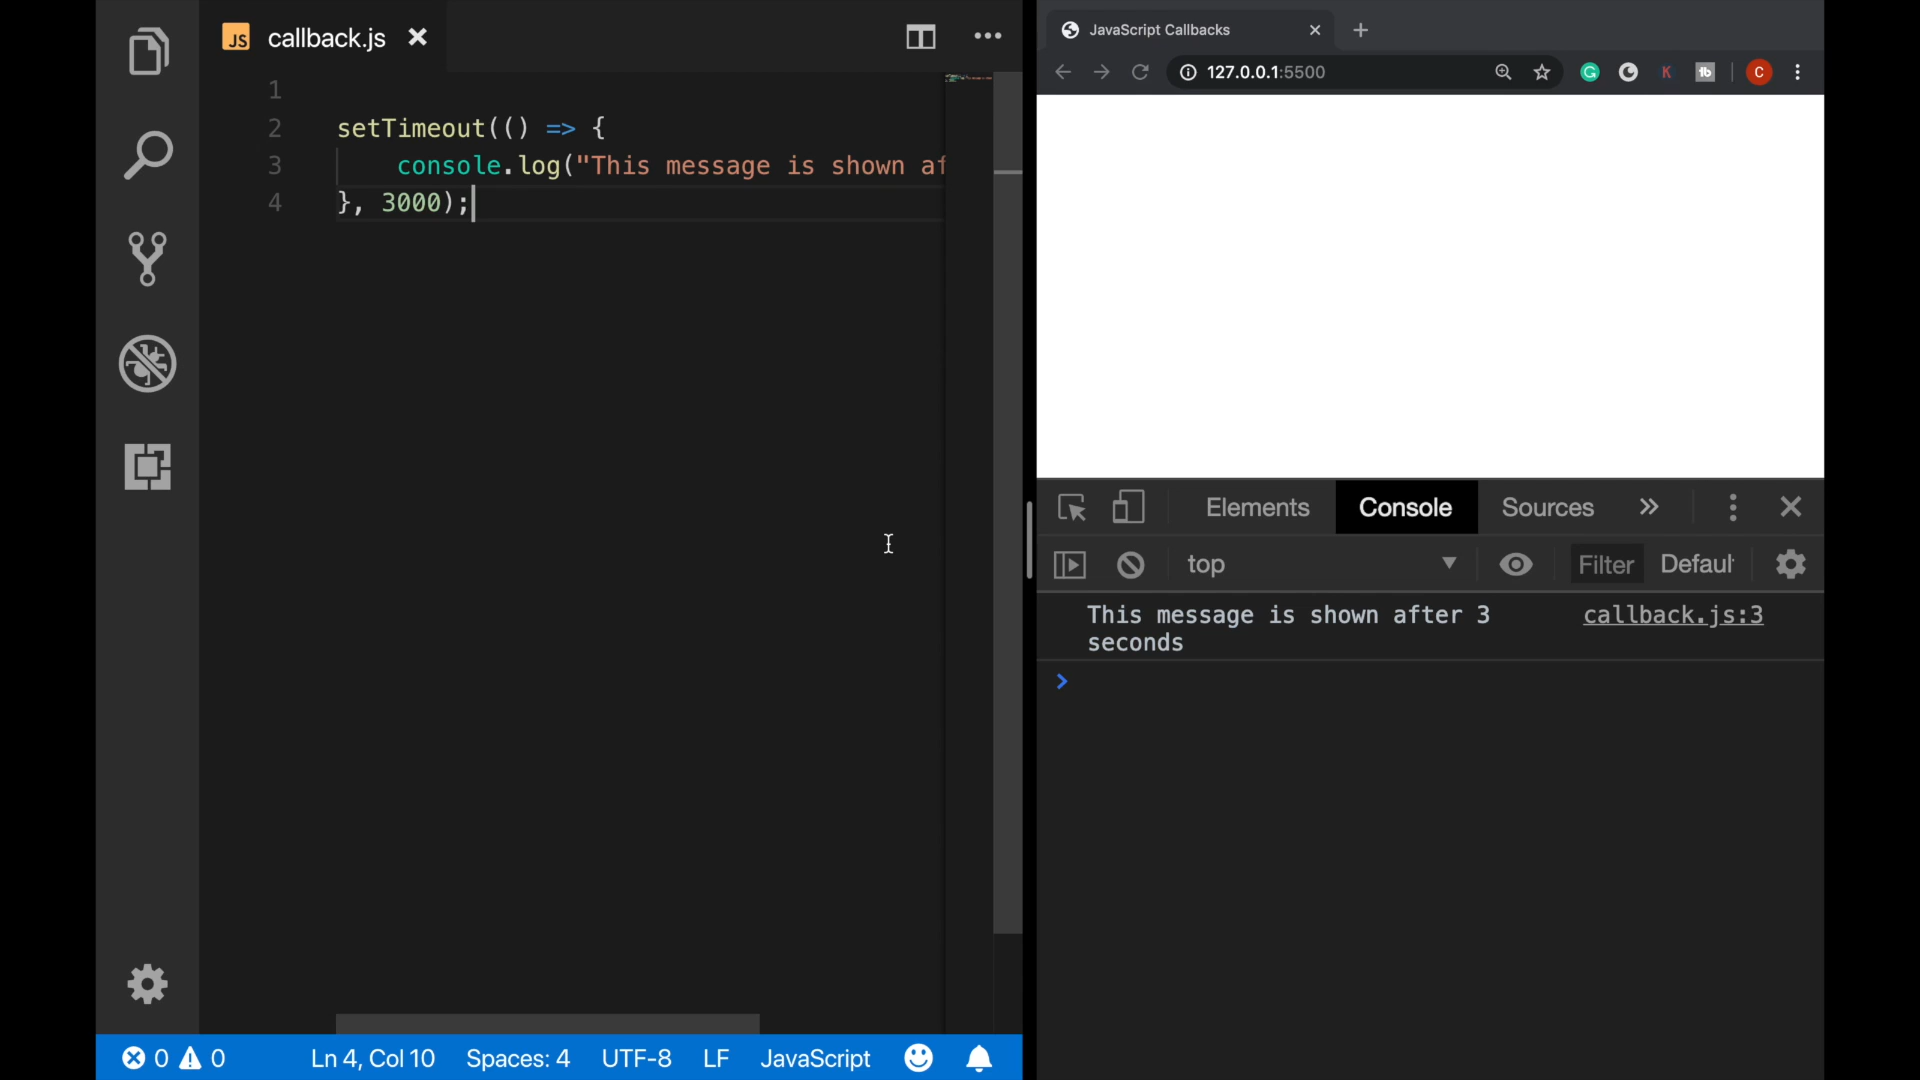 JS callback.js
1
2 setTimeout(() => {
3 console.log("This message is shown af
4 }, 3000);
0 0 Ln 4, Col 10 Spaces: 4 UTF-8 LF JavaScript
JavaScript Callbacks
127.0.0.1:5500 G K tb C
Elements Console Sources
top Filter Defaul
This message is shown after 3 callback.js:3
seconds